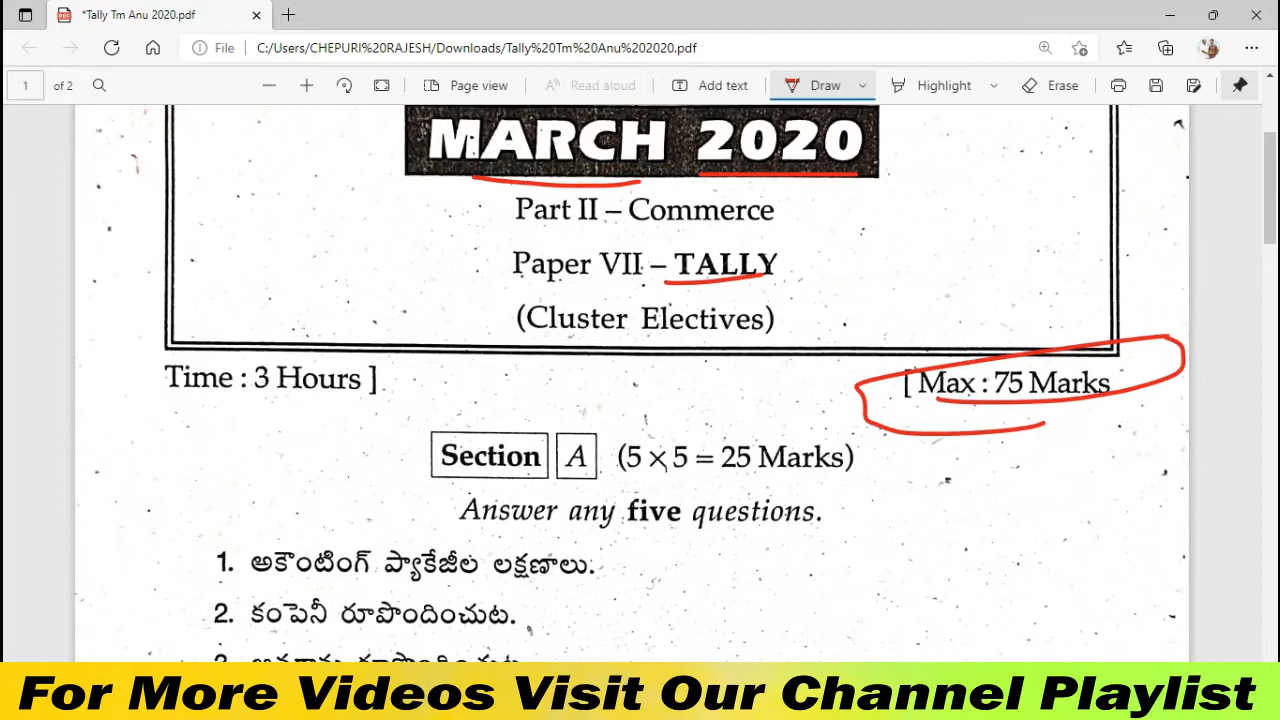 *Tally Tm Anu 2020.pdf
File C:/Users/CHEPURI%20RAJESH/Downloads/Tally%20Tm%20Anu%202020.pdf
1 of 2 Page view Read aloud Add text Draw Highlight Erase
MARCH 2020
Part II – Commerce
Paper VII – TALLY
(Cluster Electives)
Time : 3 Hours ] [ Max : 75 Marks
Section A (5 × 5 = 25 Marks)
Answer any five questions.
1. అకౌంటింగ్ ప్యాకేజీల లక్షణాలు.
2. కంపెనీ రూపొందించుట.
For More Videos Visit Our Channel Playlist